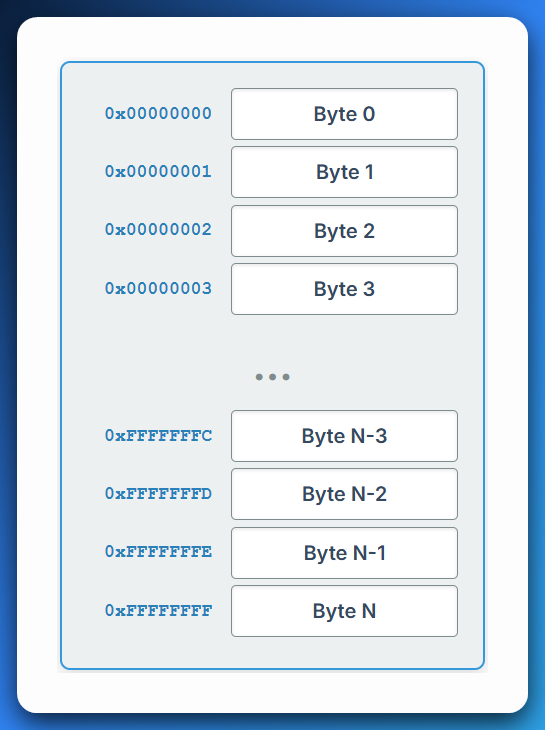 0x00000000 Byte 0
0x00000001 Byte 1
0x00000002 Byte 2
0x00000003 Byte 3
•••
0xFFFFFFFC Byte N-3
0xFFFFFFFD Byte N-2
0xFFFFFFFE Byte N-1
0xFFFFFFFF Byte N